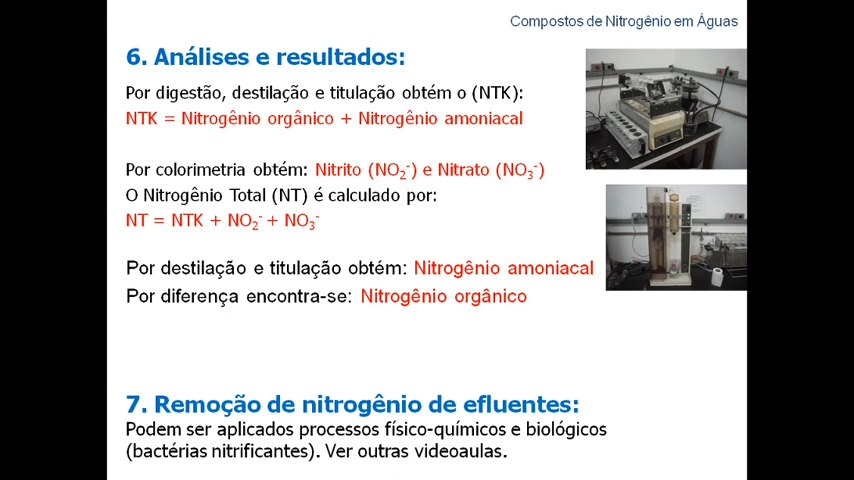 Compostos de Nitrogênio em Águas
6. Análises e resultados:
Por digestão, destilação e titulação obtém o (NTK):
NTK = Nitrogênio orgânico + Nitrogênio amoniacal
Por colorimetria obtém: Nitrito (NO₂⁻) e Nitrato (NO₃⁻)
O Nitrogênio Total (NT) é calculado por:
NT = NTK + NO₂⁻ + NO₃⁻
Por destilação e titulação obtém: Nitrogênio amoniacal
Por diferença encontra-se: Nitrogênio orgânico
7. Remoção de nitrogênio de efluentes:
Podem ser aplicados processos físico-químicos e biológicos
(bactérias nitrificantes). Ver outras videoaulas.